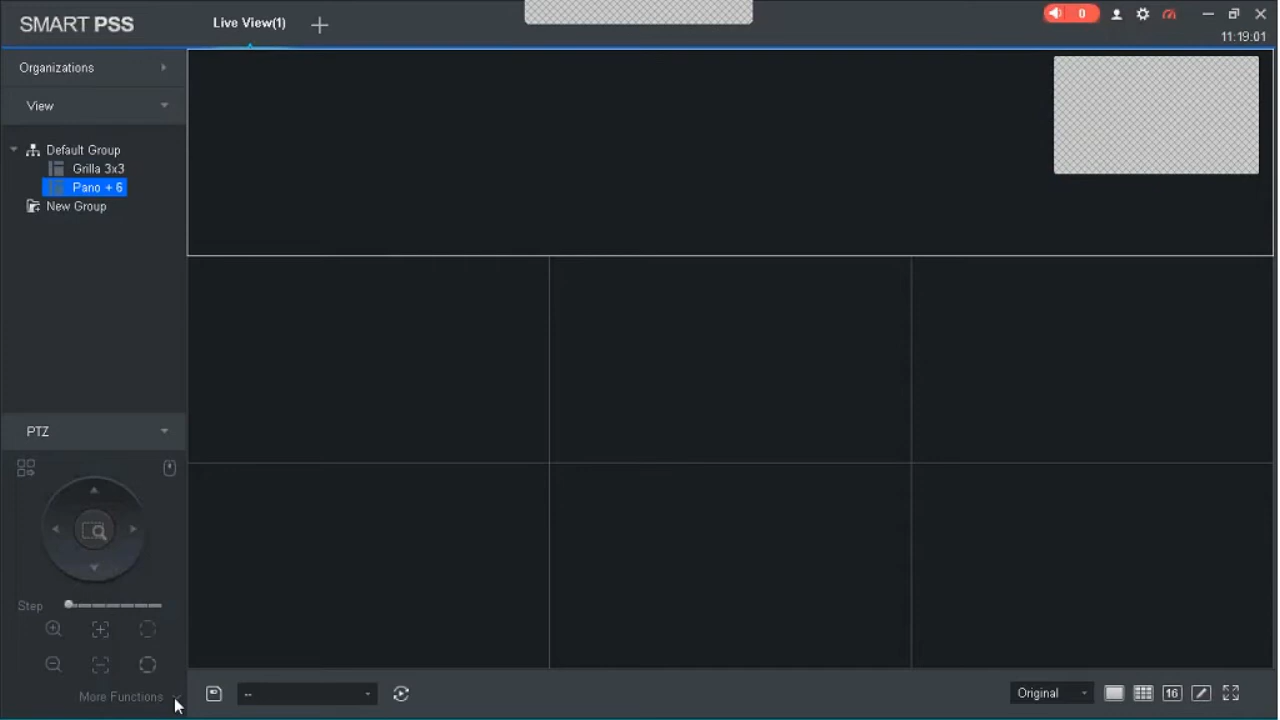 SMART PSS
Live View(1)
0
11:19:01
Organizations
View
Default Group
Grilla 3x3
Pano + 6
New Group
PTZ
Step
More Functions
--
Original
16